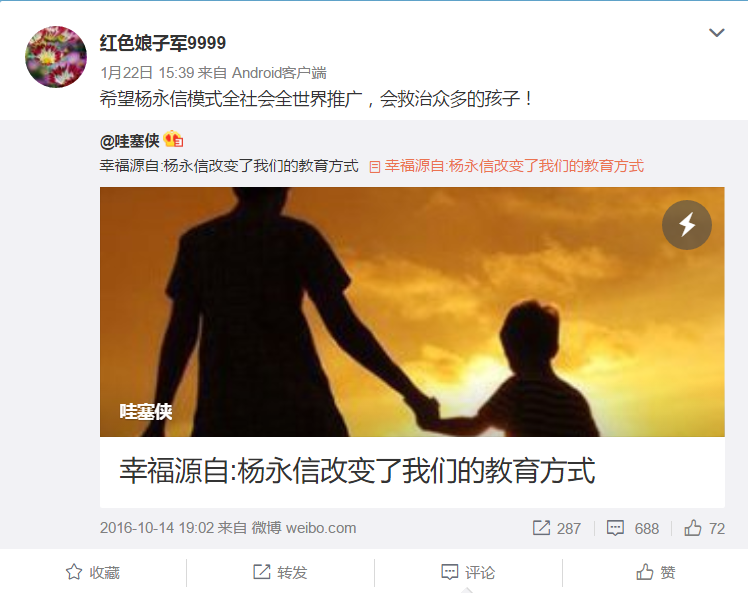 红色娘子军9999
1月22日 15:39 来自 Android客户端
希望杨永信模式全社会全世界推广，会救治众多的孩子！
@哇塞侠
幸福源自:杨永信改变了我们的教育方式 幸福源自:杨永信改变了我们的教育方式
哇塞侠
幸福源自:杨永信改变了我们的教育方式
2016-10-14 19:02 来自 微博 weibo.com 287 688 72
收藏 转发 评论 赞